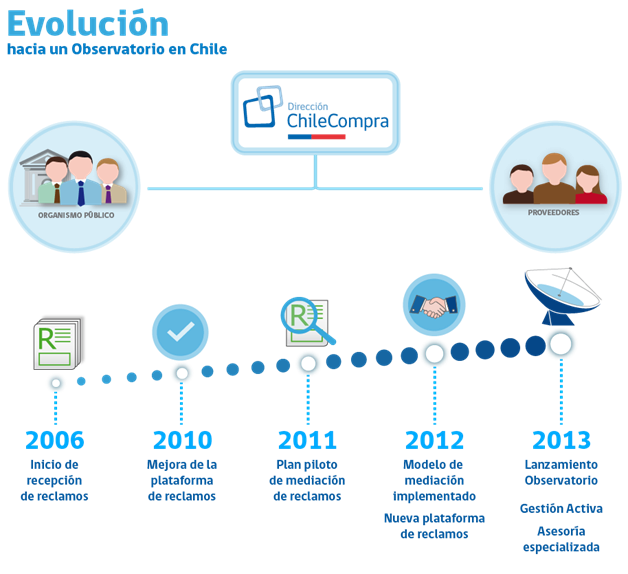 Evolución
hacia un Observatorio en Chile
Dirección
ChileCompra
ORGANISMO PÚBLICO
PROVEEDORES
R
R
2006
Inicio de
recepción
de reclamos
2010
Mejora de la
plataforma
de reclamos
2011
Plan piloto
de mediación
de reclamos
2012
Modelo de
mediación
implementado
Nueva plataforma
de reclamos
2013
Lanzamiento
Observatorio
Gestión Activa
Asesoría
especializada